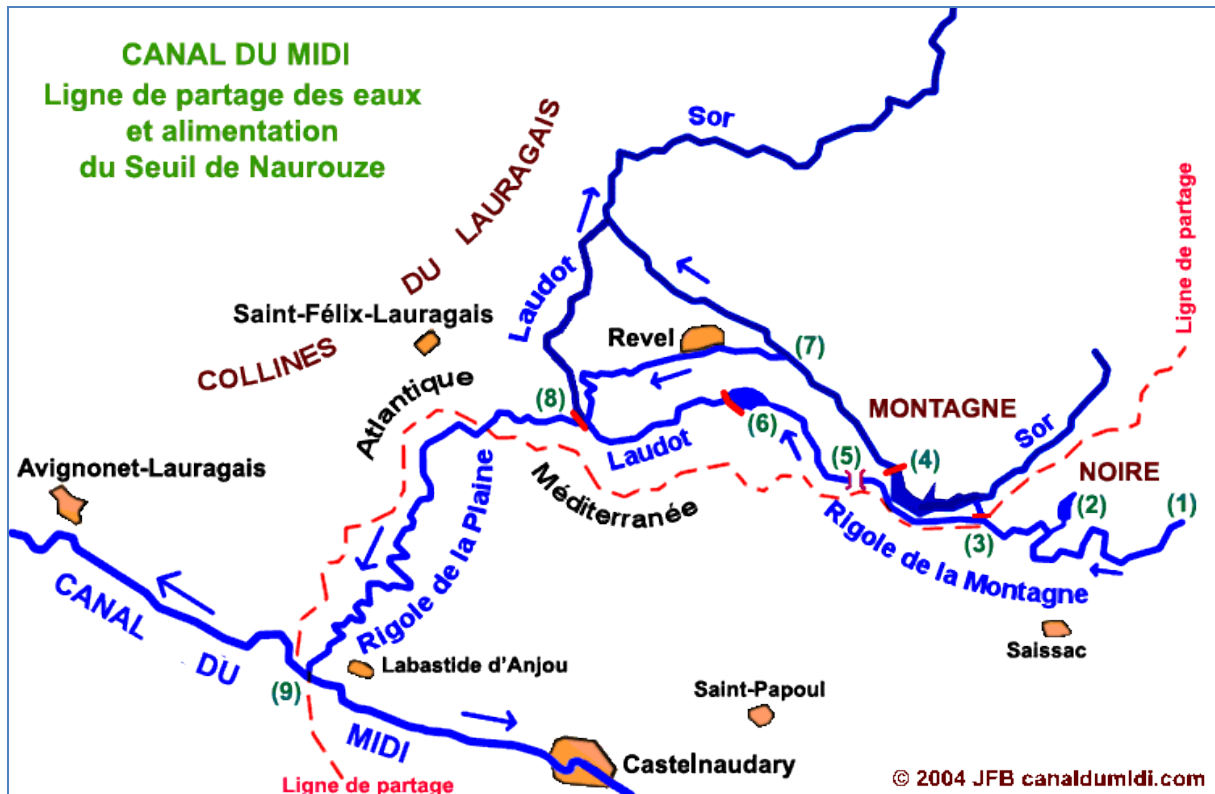 CANAL DU MIDI
Ligne de partage des eaux
et alimentation
du Seuil de Naurouze
COLLINES
DU
LAURAGAIS
Sor
Ligne de partage
Laudot
Saint-Félix-Lauragais
Revel
(7)
Atlantique
(8)
(6)
MONTAGNE
NOIRE
Sor
Laudot
(5)
(4)
Avignonet-Lauragais
Méditerranée
(2)
(1)
(3)
Rigole de la Plaine
Rigole de la Montagne
CANAL
DU
MIDI
Saissac
Labastide d'Anjou
(9)
Saint-Papoul
Castelnaudary
Ligne de partage
© 2004 JFB canaldumidi.com